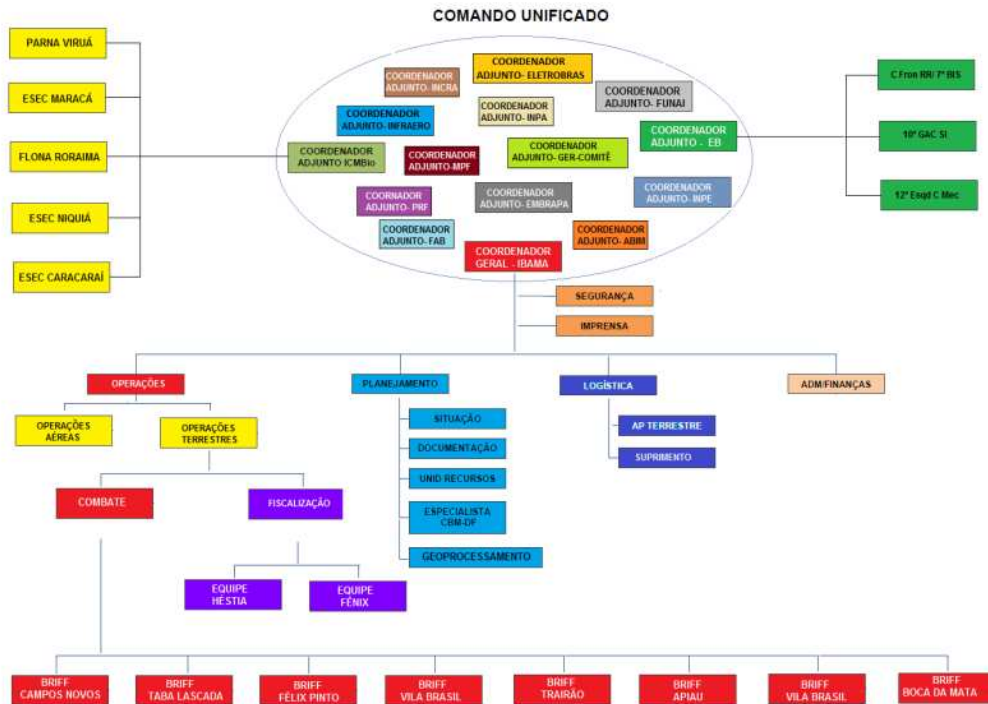 COMANDO UNIFICADO
PARNA VIRUÁ
ESEC MARACÁ
FLONA RORAIMA
ESEC NIQUIÁ
ESEC CARACARAÍ
COORDENADOR
ADJUNTO- ELETROBRAS
COORDENADOR
ADJUNTO- INCRA
COORDENADOR
ADJUNTO- FUNAI
COORDENADOR
ADJUNTO- INFRAERO
COORDENADOR
ADJUNTO- INPA
COORDENADOR
ADJUNTO - EB
COORDENADOR
ADJUNTO ICMBio
COORDENADOR
ADJUNTO-MPF
COORDENADOR
ADJUNTO- GER-COMITÊ
COORNADOR
ADJUNTO- PRF
COORDENADOR
ADJUNTO- EMBRAPA
COORDENADOR
ADJUNTO- INPE
COORDENADOR
ADJUNTO- FAB
COORDENADOR
ADJUNTO- ABIM
COORDENADOR
GERAL - IBAMA
C Fron RR/ 7º BIS
10º GAC SI
12º Esqd C Mec
SEGURANÇA
IMPRENSA
OPERAÇÕES
PLANEJAMENTO
LOGÍSTICA
ADM/FINANÇAS
OPERAÇÕES
AÉREAS
OPERAÇÕES
TERRESTRES
SITUAÇÃO
DOCUMENTAÇÃO
UNID RECURSOS
ESPECIALISTA
CBM-DF
GEOPROCESSAMENTO
AP TERRESTRE
SUPRIMENTO
COMBATE
FISCALIZAÇÃO
EQUIPE
HÉSTIA
EQUIPE
FÊNIX
BRIFF
CAMPOS NOVOS
BRIFF
TABA LASCADA
BRIFF
FÉLIX PINTO
BRIFF
VILA BRASIL
BRIFF
TRAIRÃO
BRIFF
APIAU
BRIFF
VILA BRASIL
BRIFF
BOCA DA MATA